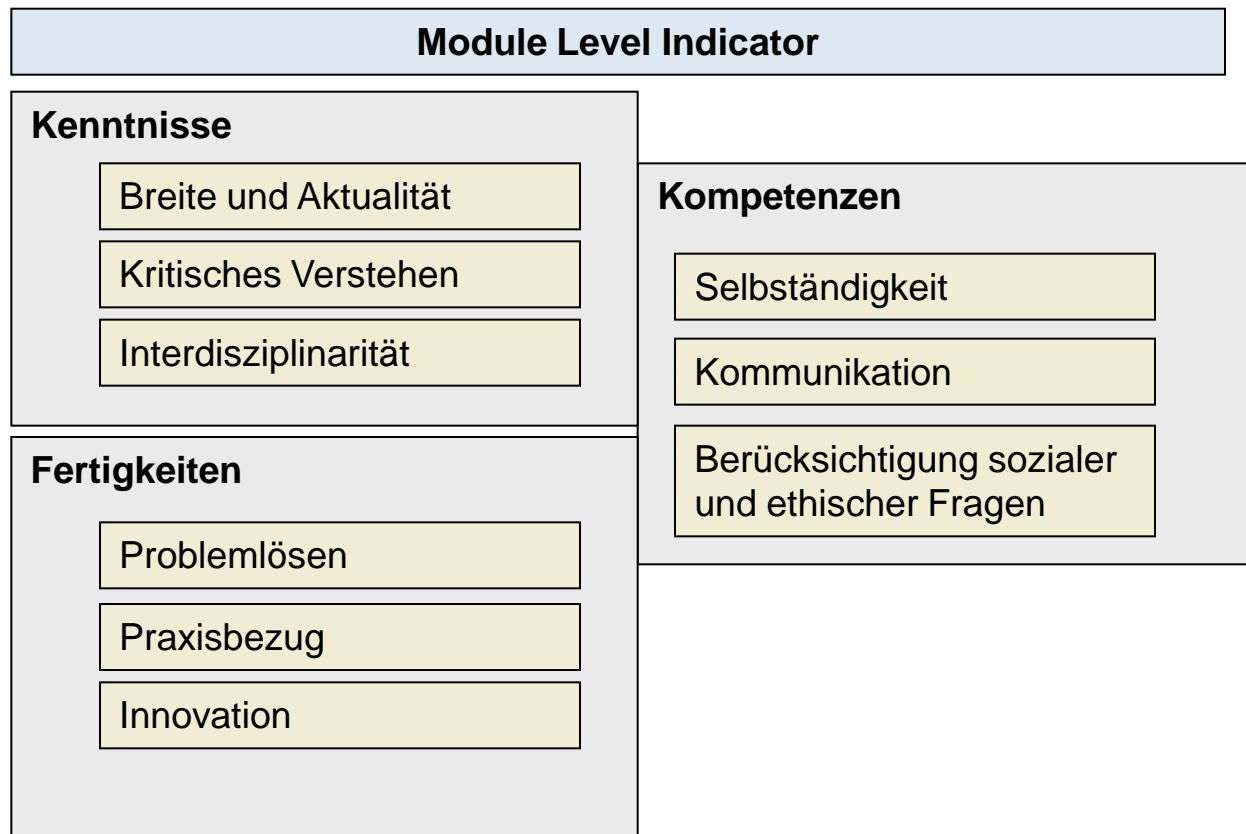 Module Level Indicator
Kenntnisse
Breite und Aktualität
Kritisches Verstehen
Interdisziplinarität
Fertigkeiten
Problemlösen
Praxisbezug
Innovation
Kompetenzen
Selbständigkeit
Kommunikation
Berücksichtigung sozialer
und ethischer Fragen